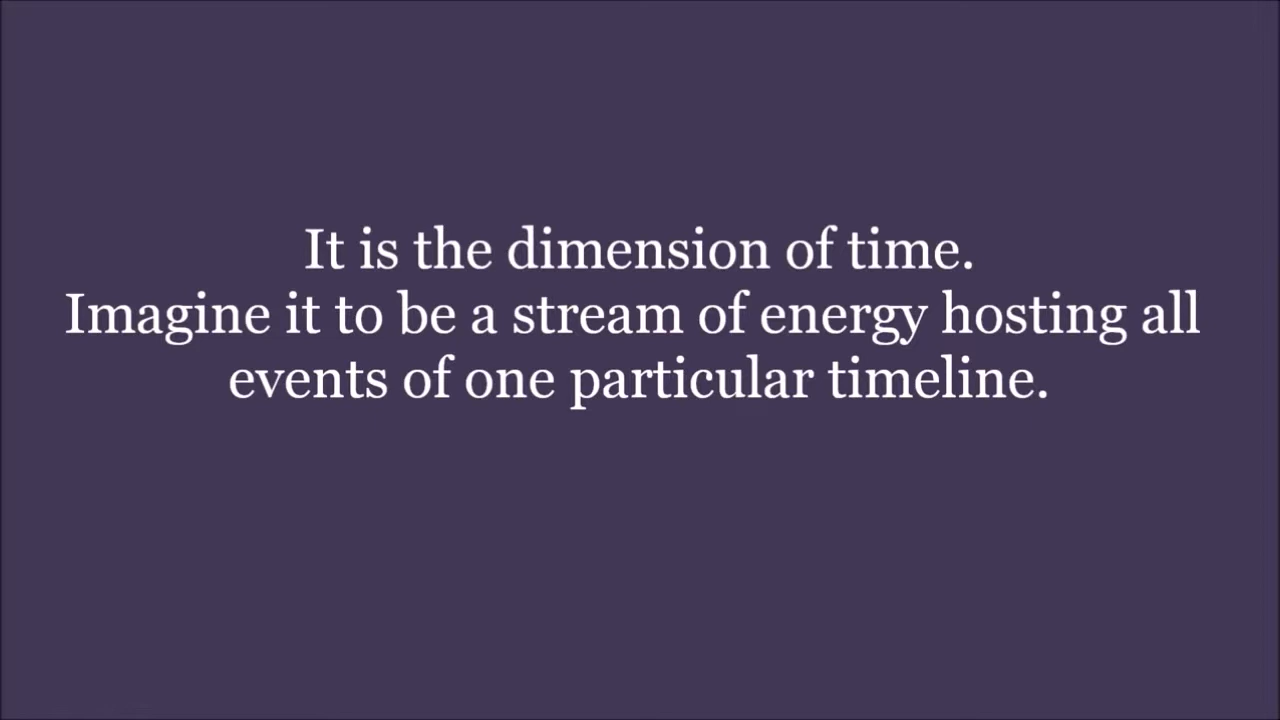 It is the dimension of time.
Imagine it to be a stream of energy hosting all
events of one particular timeline.